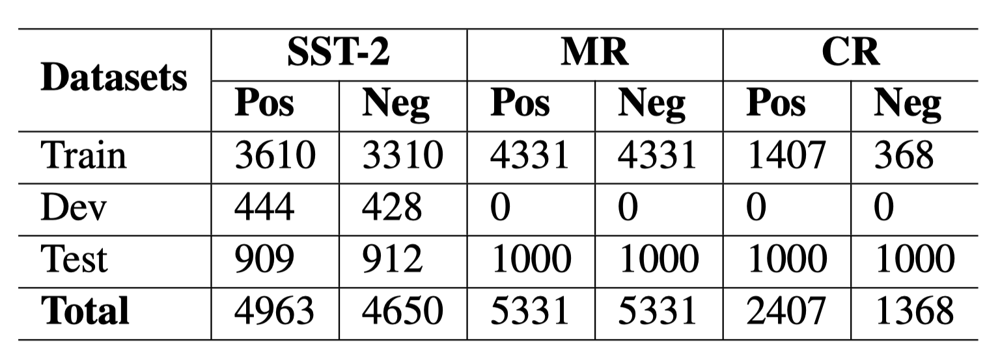 Datasets SST-2 MR CR
Pos Neg Pos Neg Pos Neg
Train 3610 3310 4331 4331 1407 368
Dev 444 428 0 0 0 0
Test 909 912 1000 1000 1000 1000
Total 4963 4650 5331 5331 2407 1368